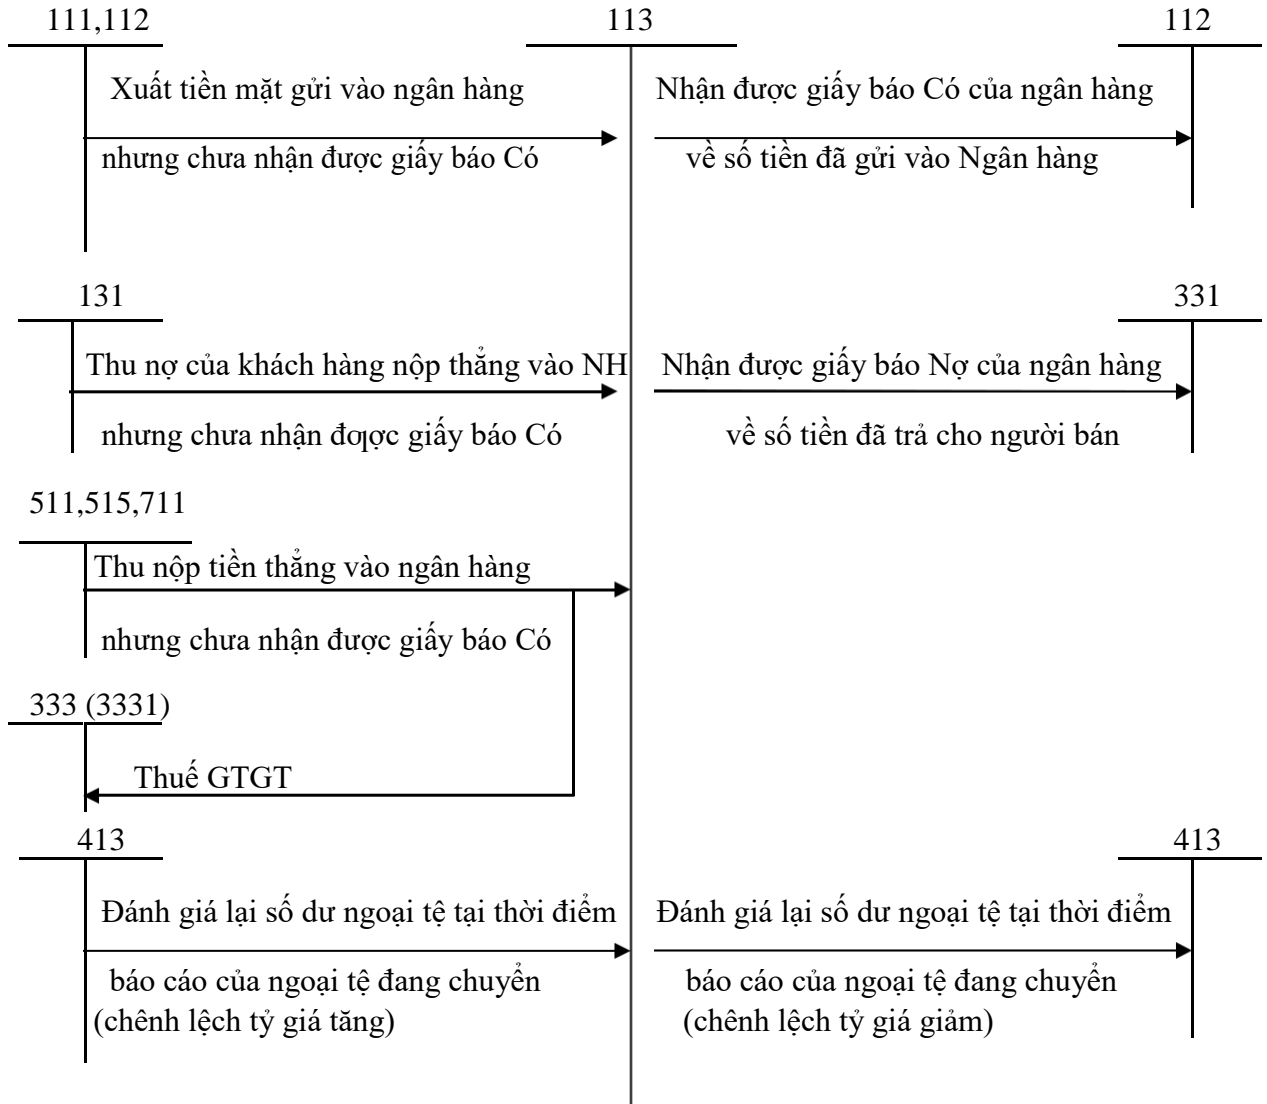 111,112
113
112
Xuất tiền mặt gửi vào ngân hàng
Nhận được giấy báo Có của ngân hàng
nhưng chưa nhận được giấy báo Có
về số tiền đã gửi vào Ngân hàng
131
331
Thu nợ của khách hàng nộp thẳng vào NH
Nhận được giấy báo Nợ của ngân hàng
nhưng chưa nhận đoợc giấy báo Có
về số tiền đã trả cho người bán
511,515,711
Thu nộp tiền thẳng vào ngân hàng
nhưng chưa nhận được giấy báo Có
333 (3331)
Thuế GTGT
413
413
Đánh giá lại số dư ngoại tệ tại thời điểm
Đánh giá lại số dư ngoại tệ tại thời điểm
báo cáo của ngoại tệ đang chuyển
báo cáo của ngoại tệ đang chuyển
(chênh lệch tỷ giá tăng)
(chênh lệch tỷ giá giảm)